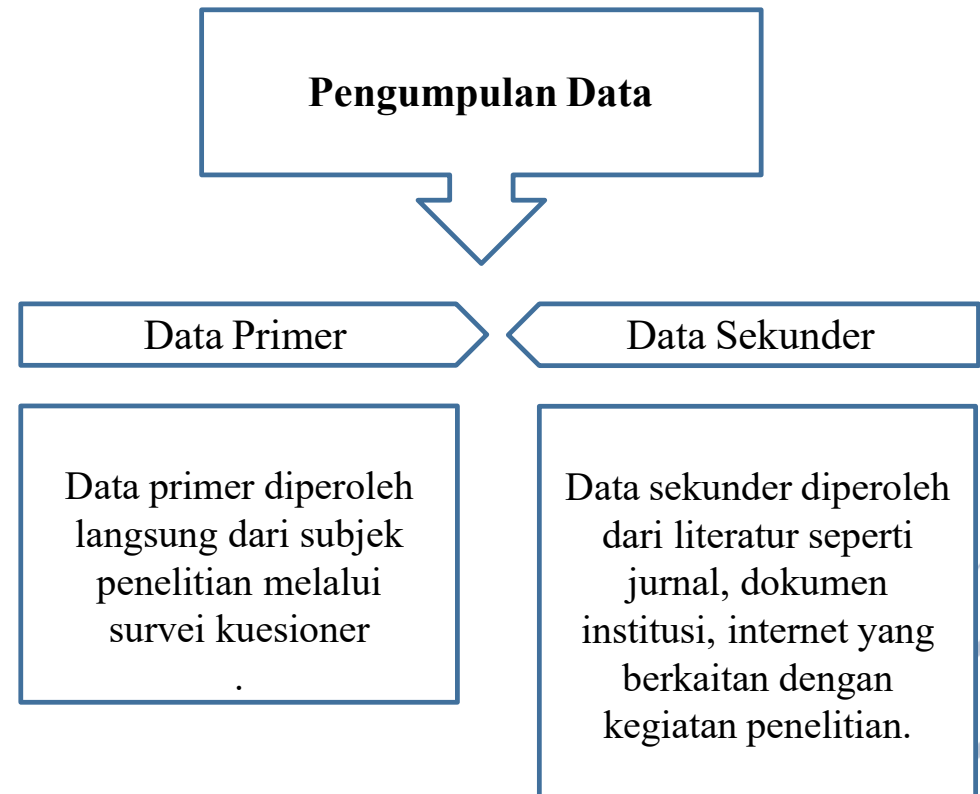 Pengumpulan Data
Data Primer
Data Sekunder
Data primer diperoleh
langsung dari subjek
penelitian melalui
survei kuesioner
.
Data sekunder diperoleh
dari literatur seperti
jurnal, dokumen
institusi, internet yang
berkaitan dengan
kegiatan penelitian.